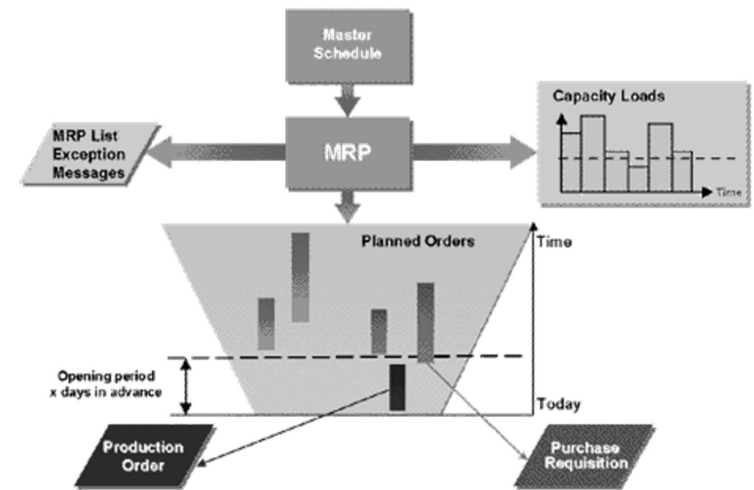 Master
Schedule
MRP List
Exception
Messages
MRP
Capacity Loads
Time
Planned Orders
Time
Opening period
x days in advance
Today
Production
Order
Purchase
Requisition